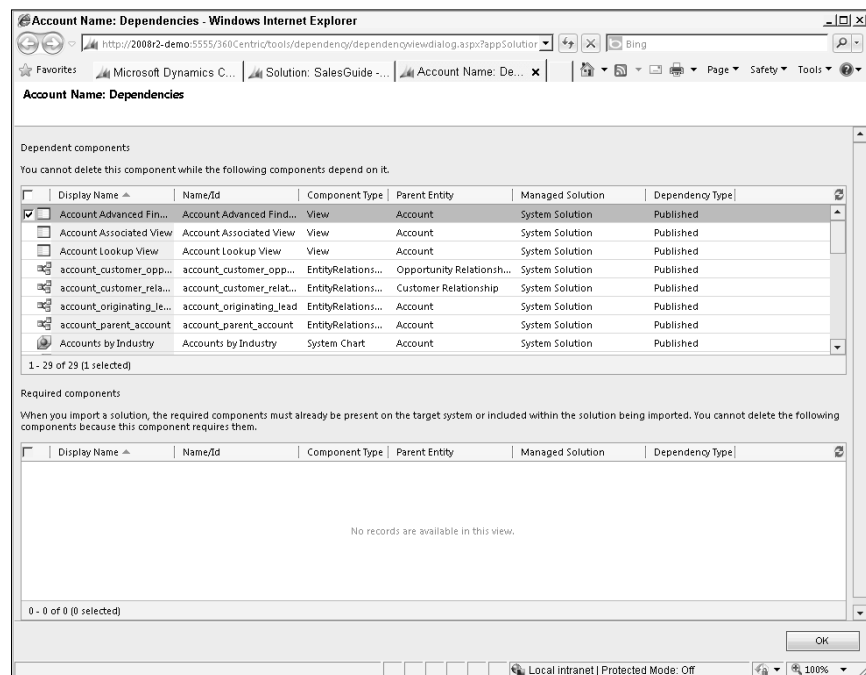 Account Name: Dependencies - Windows Internet Explorer
http://2008r2-demo:5555/360Centric/tools/dependency/dependencyviewdialog.aspx?appSolutior
Bing
Favorites Microsoft Dynamics C... Solution: SalesGuide -... Account Name: De... x Page Safety Tools
Account Name: Dependencies
Dependent components
You cannot delete this component while the following components depend on it.
Display Name Name/Id Component Type Parent Entity Managed Solution Dependency Type
Account Advanced Fin... Account Advanced Find... View Account System Solution Published
Account Associated View Account Associated View View Account System Solution Published
Account Lookup View Account Lookup View View Account System Solution Published
account_customer_opp... account_customer_opp... EntityRelations... Opportunity Relationsh... System Solution Published
account_customer_rela... account_customer_relat... EntityRelations... Customer Relationship System Solution Published
account_originating_le... account_originating_lead EntityRelations... Account System Solution Published
account_parent_account account_parent_account EntityRelations... Account System Solution Published
Accounts by Industry Accounts by Industry System Chart Account System Solution Published
1 - 29 of 29 (1 selected)
Required components
When you import a solution, the required components must already be present on the target system or included within the solution being imported. You cannot delete the following
components because this component requires them.
Display Name Name/Id Component Type Parent Entity Managed Solution Dependency Type
No records are available in this view.
0 - 0 of 0 (0 selected)
OK
Local intranet | Protected Mode: Off 100%